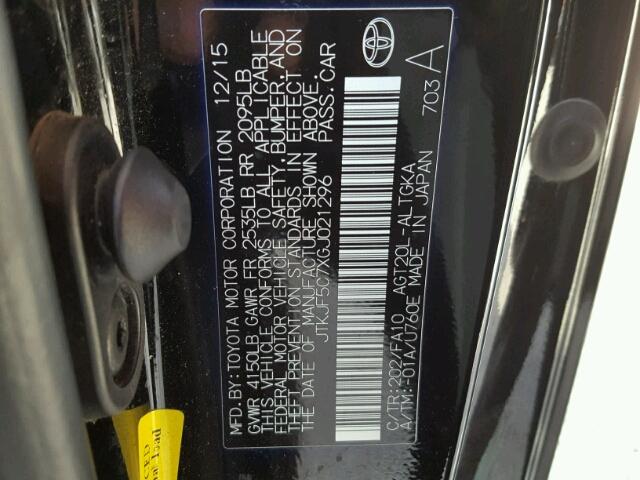 MFD.BY:TOYOTA MOTOR CORPORATION 12/15
GVWR 4150LB GAWR FR 2535LB RR 2095LB
THIS VEHICLE CONFORMS TO ALL APPLICABLE
FEDERAL MOTOR VEHICLE SAFETY, BUMPER, AND
THEFT PREVENTION STANDARDS IN EFFECT ON
THE DATE OF MANUFACTURE SHOWN ABOVE.
JTKJF5C7XGJ021296 PASS.CAR
C/TR:202/FA10 AGT20L-ALTGKA
A/TM:-01A/U760E MADE IN JAPAN
703 A